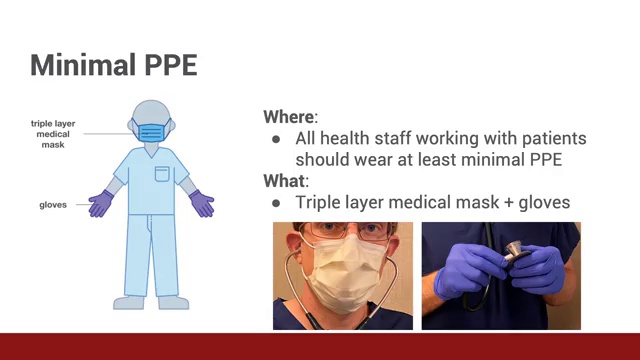 Minimal PPE
triple layer
medical
mask
gloves
Where:
● All health staff working with patients
should wear at least minimal PPE
What:
● Triple layer medical mask + gloves